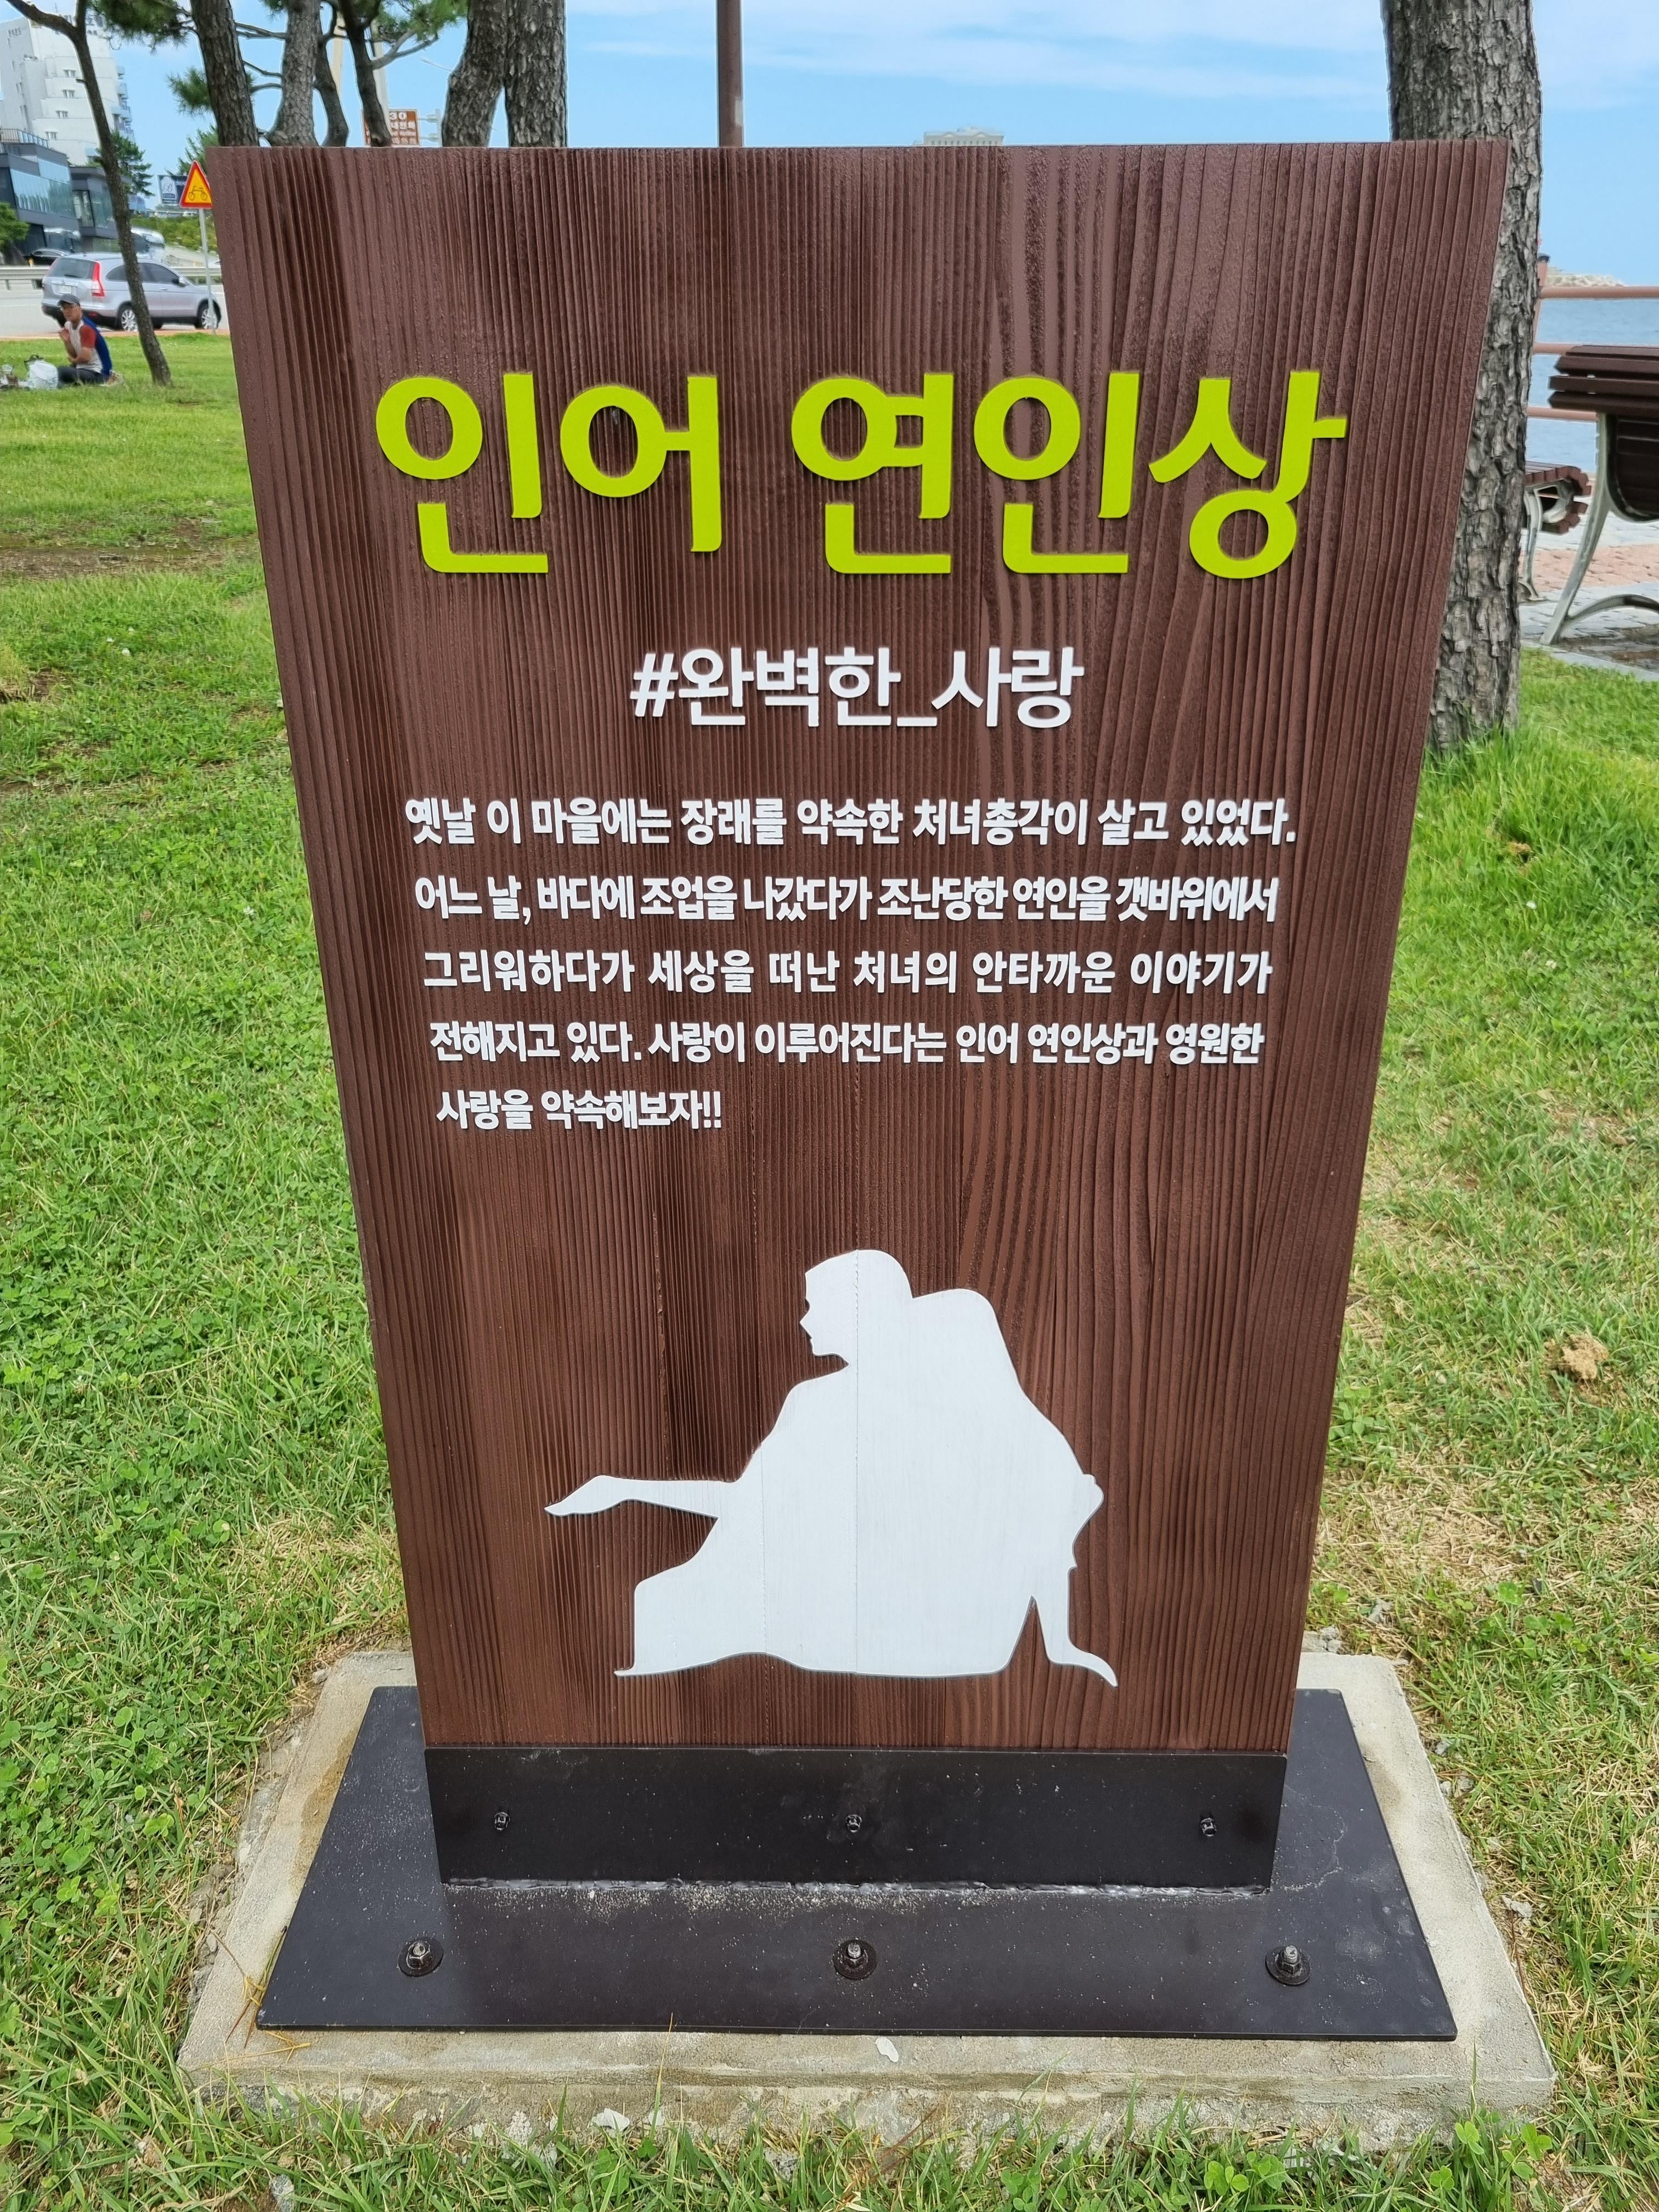 인어 연인상
#완벽한_사랑
옛날 이 마을에는 장래를 약속한 처녀총각이 살고 있었다.
어느 날, 바다에 조업을 나갔다가 조난당한 연인을 갯바위에서
그리워하다가 세상을 떠난 처녀의 안타까운 이야기가
전해지고 있다. 사랑이 이루어진다는 인어 연인상과 영원한
사랑을 약속해보자!!